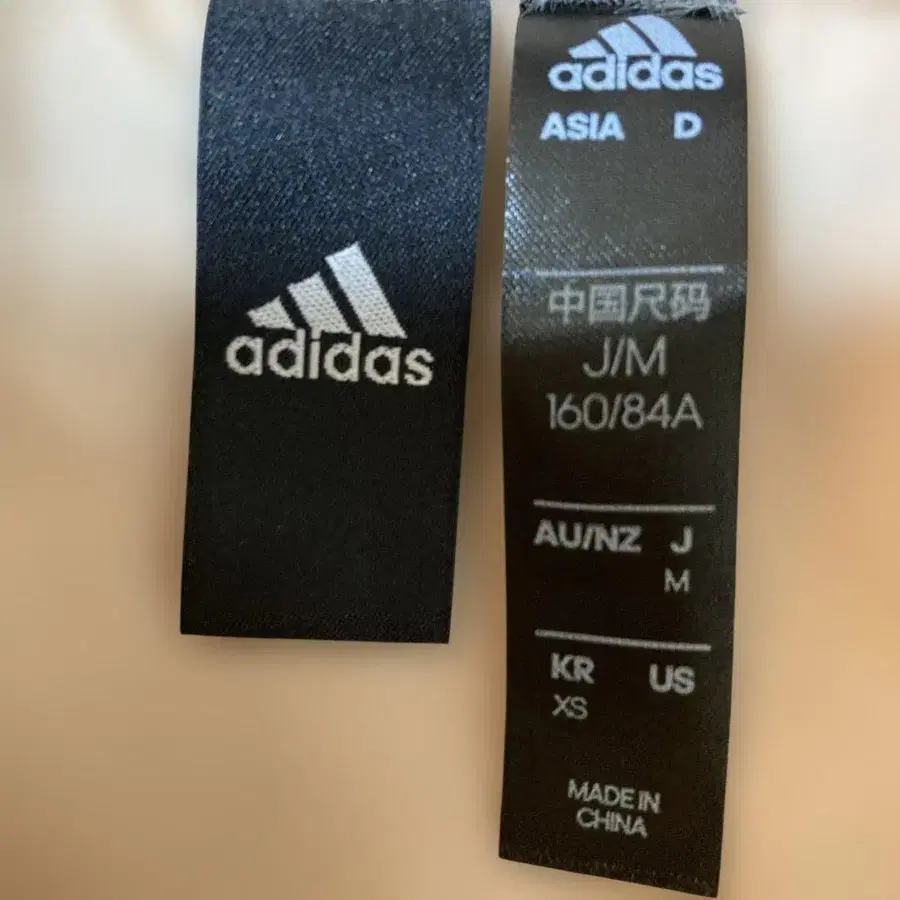 adidas
adidas
ASIA D
中国尺码
J/M
160/84A
AU/NZ J
M
KR US
XS
MADE IN
CHINA